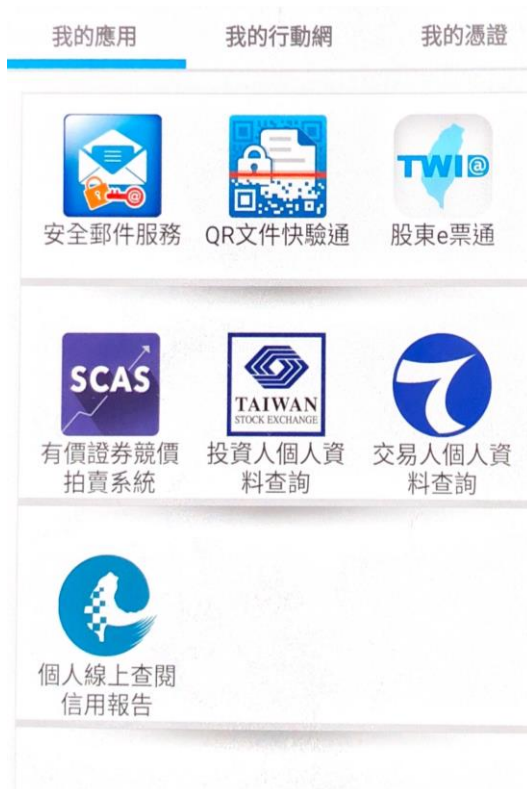 我的應用 我的行動網 我的憑證
TWI@
安全郵件服務 QR文件快驗通 股東e票通
SCAS
TAIWAN
STOCK EXCHANGE
有價證券競價
拍賣系統
投資人個人資
料查詢
交易人個人資
料查詢
個人線上查閱
信用報告